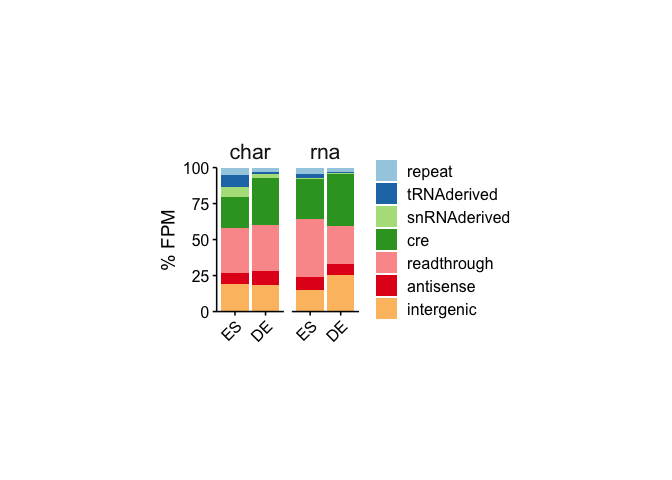 char rna
% FPM
100
75
50
25
0
ES DE ES DE
repeat
tRNAderived
snRNAderived
cre
readthrough
antisense
intergenic